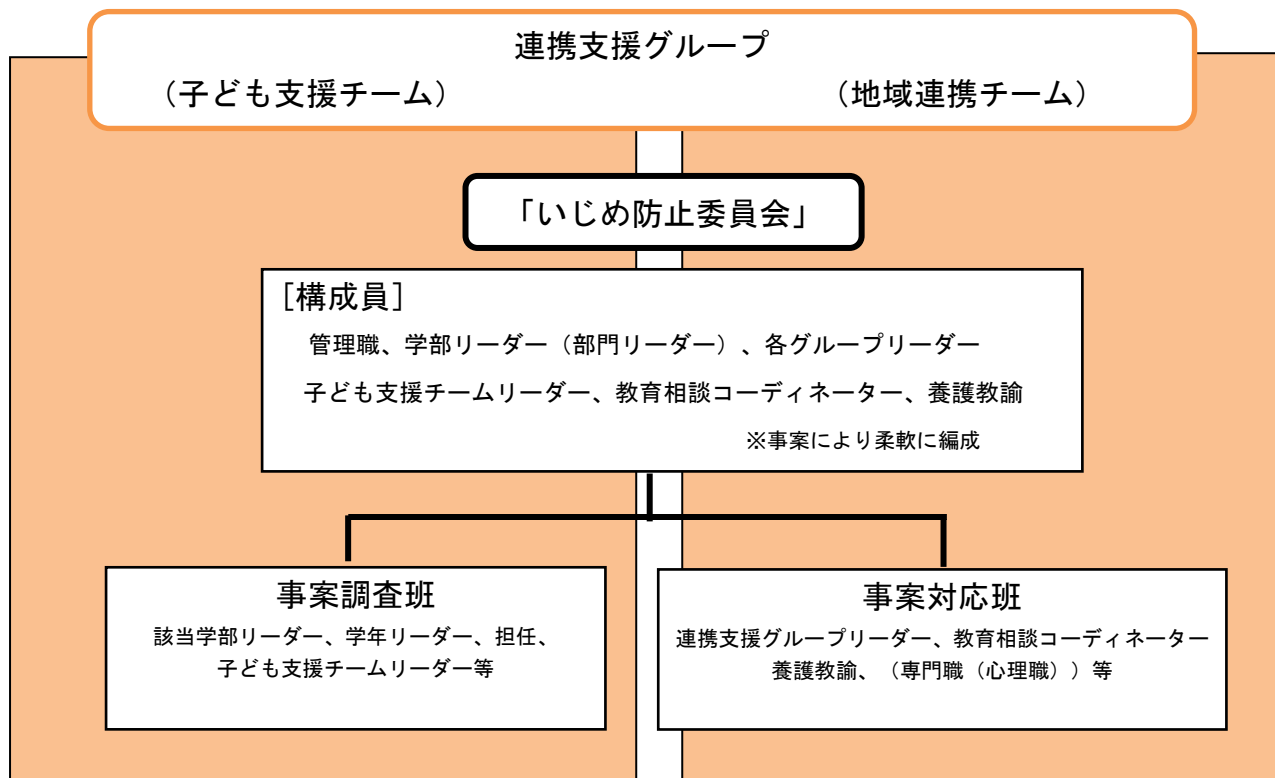 連携支援グループ
（子ども支援チーム）
（地域連携チーム）
「いじめ防止委員会」
［構成員］
管理職、学部リーダー（部門リーダー）、各グループリーダー
子ども支援チームリーダー、教育相談コーディネーター、養護教諭
※事案により柔軟に編成
事案調査班
該当学部リーダー、学年リーダー、担任、
子ども支援チームリーダー等
事案対応班
連携支援グループリーダー、教育相談コーディネーター
養護教諭、（専門職（心理職））等